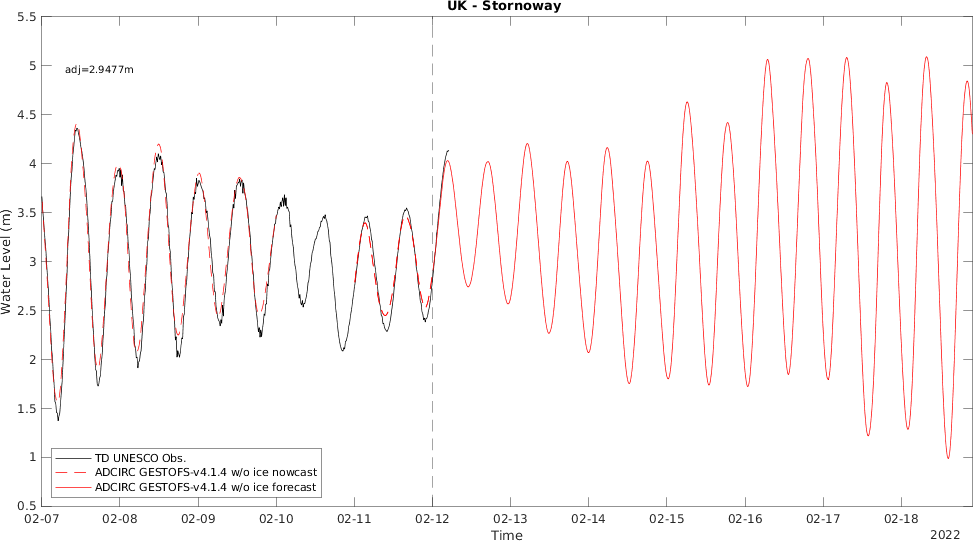 UK - Stornoway
5.5
5
4.5
4
3.5
3
2.5
2
1.5
1
0.5
Water Level (m)
adj=2.9477m
TD UNESCO Obs.
ADCIRC GESTOFS-v4.1.4 w/o ice nowcast
ADCIRC GESTOFS-v4.1.4 w/o ice forecast
02-07 02-08 02-09 02-10 02-11 02-12 02-13 02-14 02-15 02-16 02-17 02-18
Time
2022